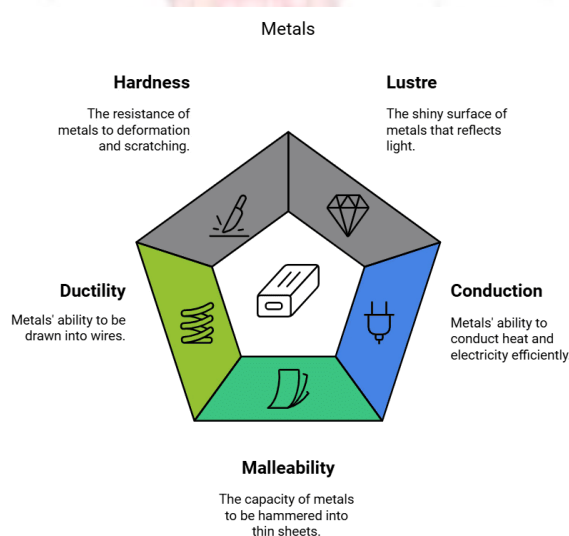 Metals
Hardness
The resistance of
metals to deformation
and scratching.
Lustre
The shiny surface of
metals that reflects
light.
Ductility
Metals' ability to be
drawn into wires.
Conduction
Metals' ability to
conduct heat and
electricity efficiently
Malleability
The capacity of metals
to be hammered into
thin sheets.